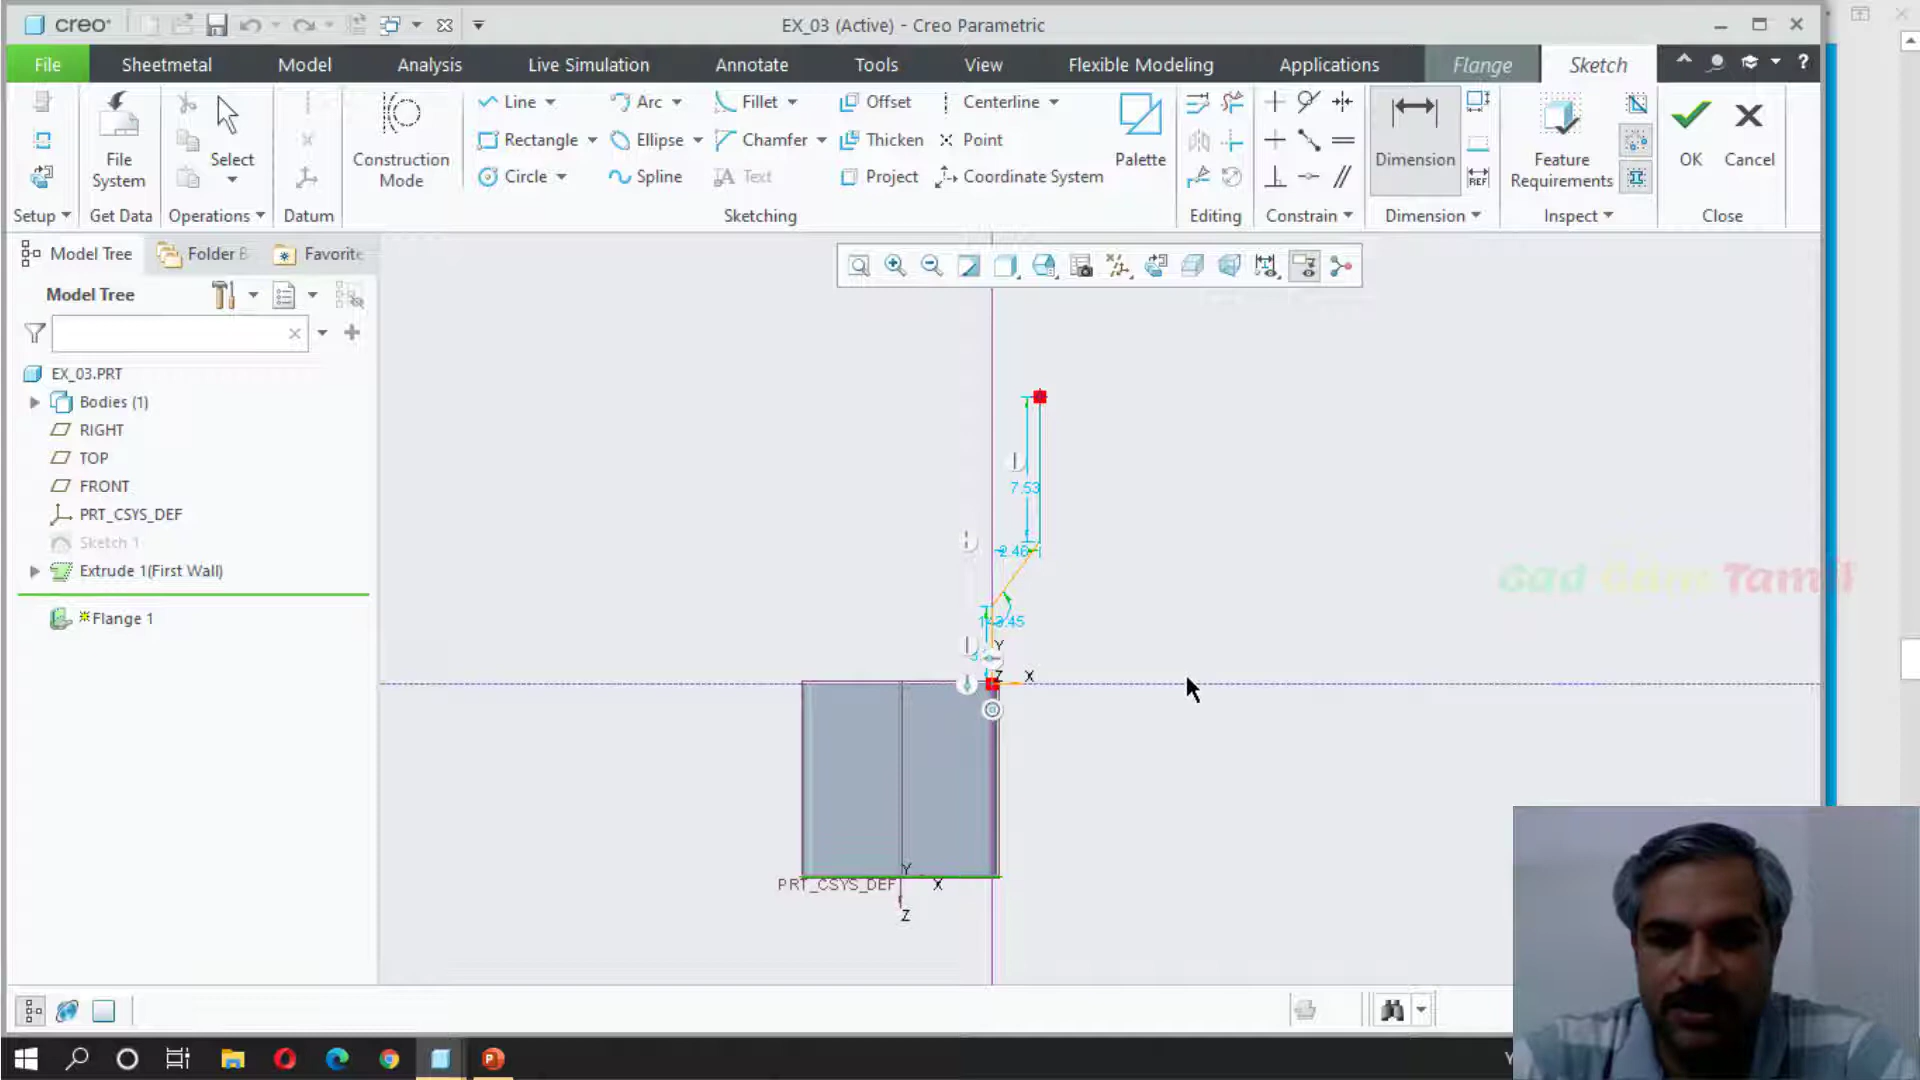 creo
EX_03 (Active) - Creo Parametric
File Sheetmetal Model Analysis Live Simulation Annotate Tools View Flexible Modeling Applications Flange Sketch
Line Arc Fillet Offset Centerline
Rectangle Ellipse Chamfer Thicken Point
Circle Spline Text Project Coordinate System
File System Select Construction Mode Palette Dimension Feature Requirements OK Cancel
Setup Get Data Operations Datum Sketching Editing Constrain Dimension Inspect Close
REF
Model Tree Folder B Favorite
Model Tree
EX_03.PRT
Bodies (1)
RIGHT
TOP
FRONT
PRT_CSYS_DEF
Sketch 1
Extrude 1(First Wall)
Flange 1
7.53
Y
Z X
PRT_CSYS_DEF
Y
X
Z
Cad Cam Tamil